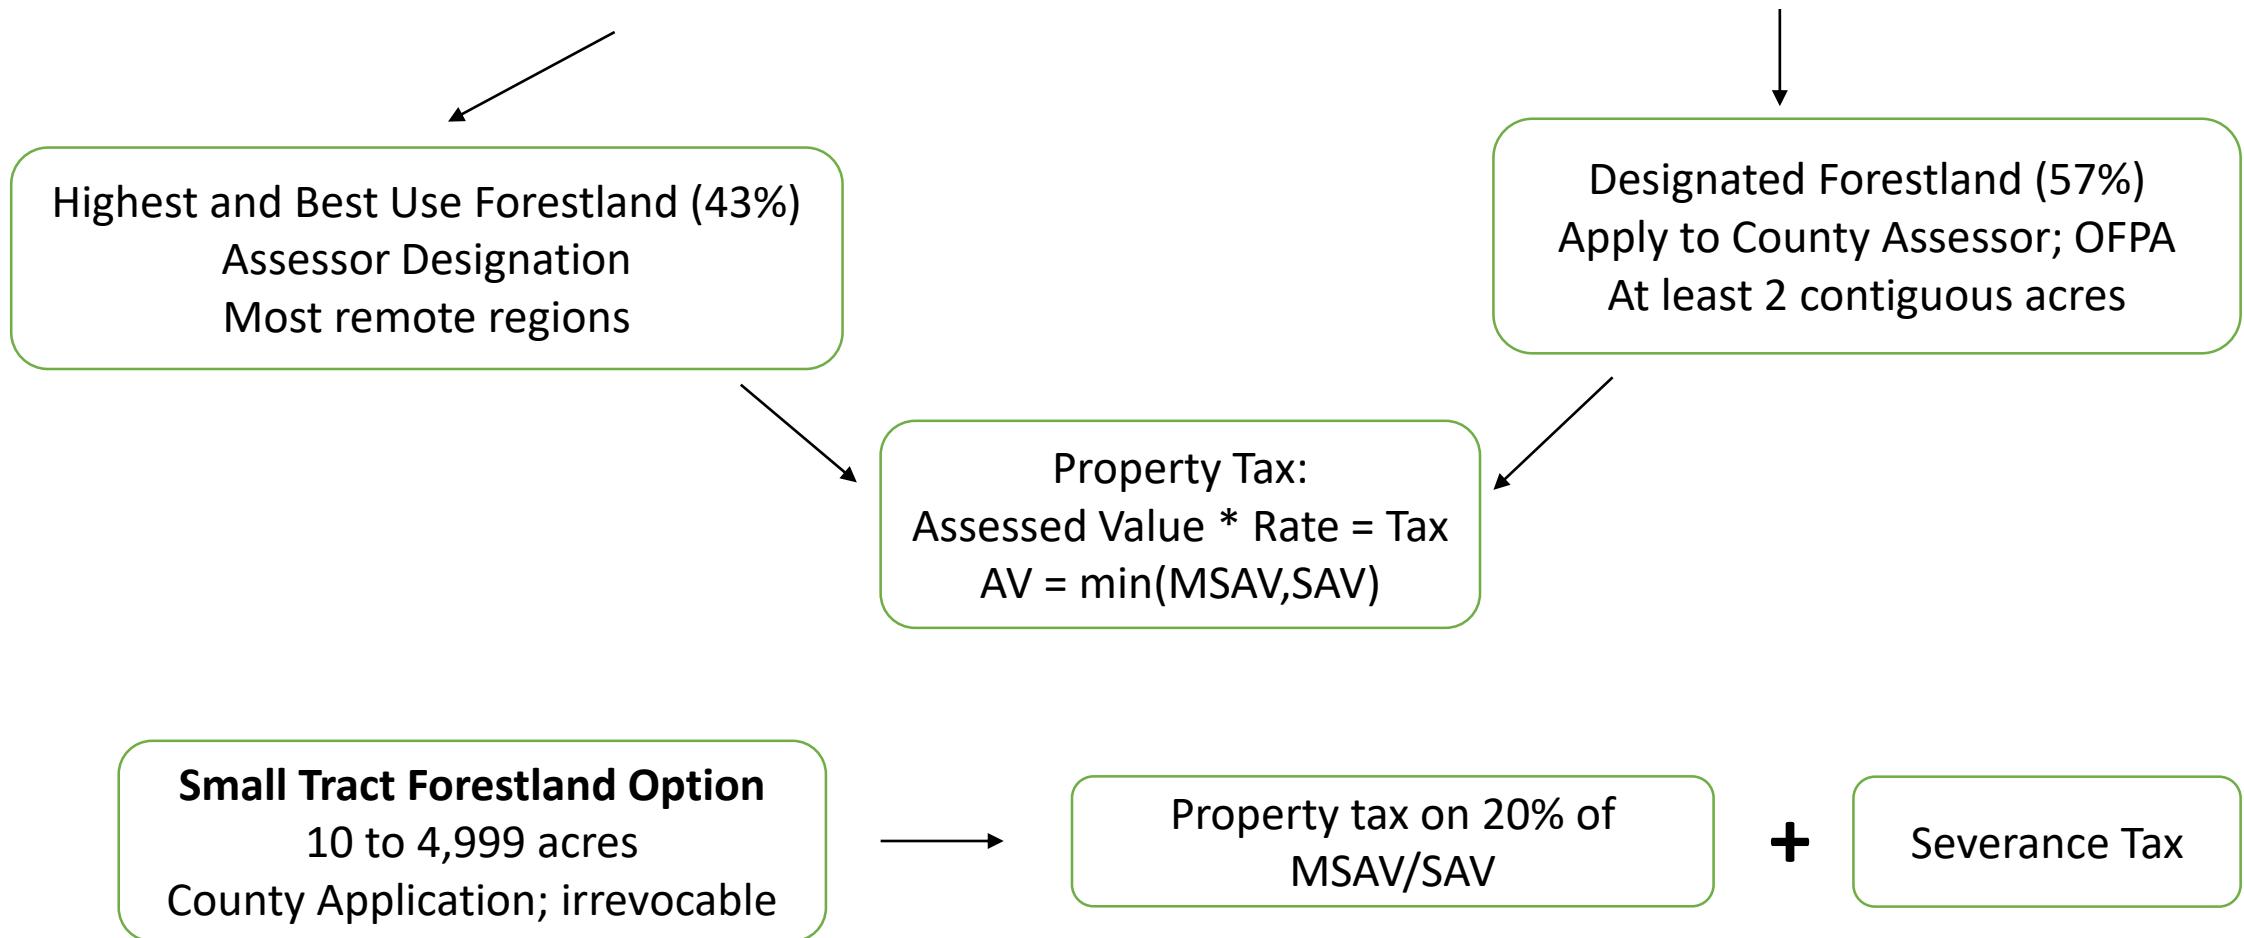 Highest and Best Use Forestland (43%)
Assessor Designation
Most remote regions
Designated Forestland (57%)
Apply to County Assessor; OFPA
At least 2 contiguous acres
Property Tax:
Assessed Value * Rate = Tax
AV = min(MSAV,SAV)
Small Tract Forestland Option
10 to 4,999 acres
County Application; irrevocable
Property tax on 20% of
MSAV/SAV
+
Severance Tax